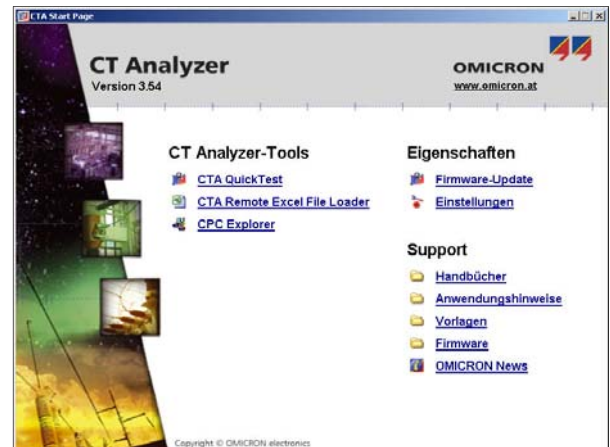 CTA Start Page
CT Analyzer
Version 3.54
OMICRON
www.omicron.at
CT Analyzer-Tools
CTA QuickTest
CTA Remote Excel File Loader
CPC Explorer
Eigenschaften
Firmware-Update
Einstellungen
Support
Handbücher
Anwendungshinweise
Vorlagen
Firmware
OMICRON News
Copyright © OMICRON electronics